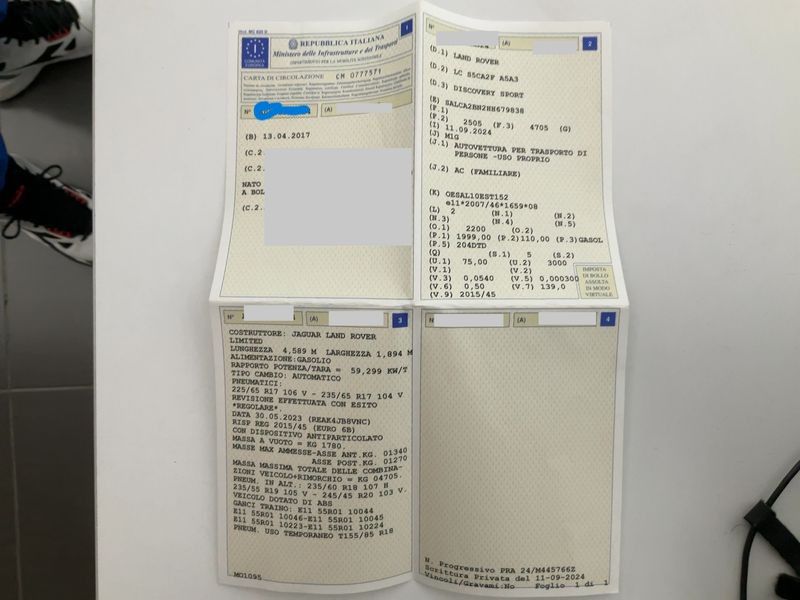 Mod. MC 820 R
1
REPUBBLICA ITALIANA
Ministero delle Infrastrutture e dei Trasporti
DIPARTIMENTO PER LA MOBILITÀ SOSTENIBILE
I
COMUNITÀ
EUROPEA
CARTA DI CIRCOLAZIONE CM 0777571
N° (A)
(B) 13.04.2017
(C.2.
(C.2.
NATO
A BOL
(C.2.
N° (A) 2
(D.1) LAND ROVER
(D.2) LC S5CA2F A5A3
(D.3) DISCOVERY SPORT
(E) SALCA2BN2HH679838
(F.1)
(F.2) 2505 (F.3) 4705 (G)
(I) 11.09.2024
(J) M1G
(J.1) AUTOVETTURA PER TRASPORTO DI
PERSONE -USO PROPRIO
(J.2) AC (FAMILIARE)
(K) OESAL10EST152
e11*2007/46*1659*08
(L) 2 (N.1) (N.2)
(N.3) (N.4) (N.5)
(O.1) 2200 (O.2)
(P.1) 1999,00 (P.2)110,00 (P.3)GASOL
(P.5) 204DTD
(Q) (S.1) 5 (S.2)
(U.1) 75,00 (U.2) 3000
(V.1) (V.2)
(V.3) 0,0540 (V.5) 0,000300
(V.6) 0,50 (V.7) 139,0
(V.9) 2015/45
IMPOSTA
DI BOLLO
ASSOLTA
IN MODO
VIRTUALE
N° (A) 3
COSTRUTTORE: JAGUAR LAND ROVER
LIMITED
LUNGHEZZA 4,589 M LARGHEZZA 1,894 M
ALIMENTAZIONE:GASOLIO
RAPPORTO POTENZA/TARA = 59,299 KW/T
TIPO CAMBIO: AUTOMATICO
PNEUMATICI:
225/65 R17 106 V - 235/65 R17 104 V
REVISIONE EFFETTUATA CON ESITO
*REGOLARE*.
DATA 30.05.2023 (REAK4JB8VNC)
RISP REG 2015/45 (EURO 6B)
CON DISPOSITIVO ANTIPARTICOLATO
MASSA A VUOTO = KG 1780.
MASSE MAX AMMESSE-ASSE ANT.KG. 01340
ASSE POST.KG. 01270
MASSA MASSIMA TOTALE DELLE COMBINA-
ZIONI VEICOLO+RIMORCHIO = KG 04705.
PNEUM. IN ALT.: 235/60 R18 107 H
235/55 R19 105 V - 245/45 R20 103 V.
VEICOLO DOTATO DI ABS
GANCI TRAINO: E11 55R01 10044
E11 55R01 10046-E11 55R01 10045
E11 55R01 10223-E11 55R01 10224
PNEUM. USO TEMPORANEO T155/85 R18
MO1095
N (A) 4
N Progressivo PRA 24/M445766Z
Scrittura Privata del 11-09-2024
Vincoli/Gravami:No Foglio 1 di 1